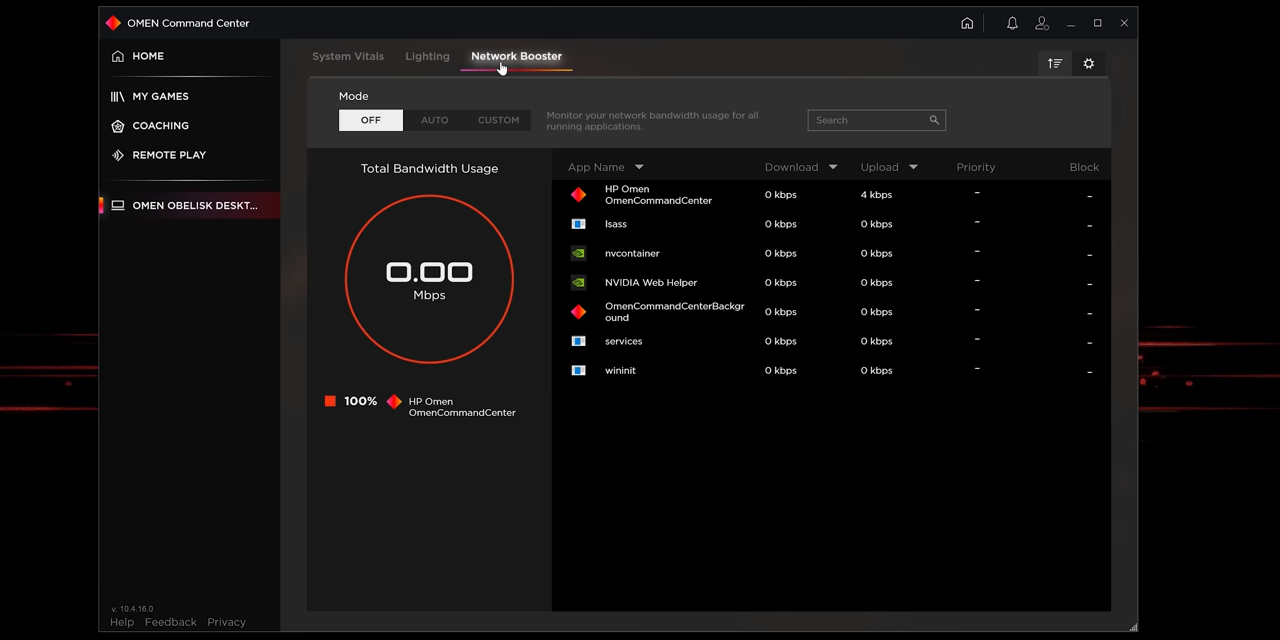 OMEN Command Center
HOME
MY GAMES
COACHING
REMOTE PLAY
OMEN OBELISK DESKT...
System Vitals Lighting Network Booster
Mode
OFF AUTO CUSTOM
Monitor your network bandwidth usage for all
running applications.
Search
Total Bandwidth Usage
0.00
Mbps
100% HP Omen
OmenCommandCenter
App Name Download Upload Priority Block
HP Omen
OmenCommandCenter 0 kbps 4 kbps - -
lsass 0 kbps 0 kbps - -
nvcontainer 0 kbps 0 kbps - -
NVIDIA Web Helper 0 kbps 0 kbps - -
OmenCommandCenterBackgr
ound 0 kbps 0 kbps - -
services 0 kbps 0 kbps - -
wininit 0 kbps 0 kbps - -
v. 10.4.16.0
Help Feedback Privacy